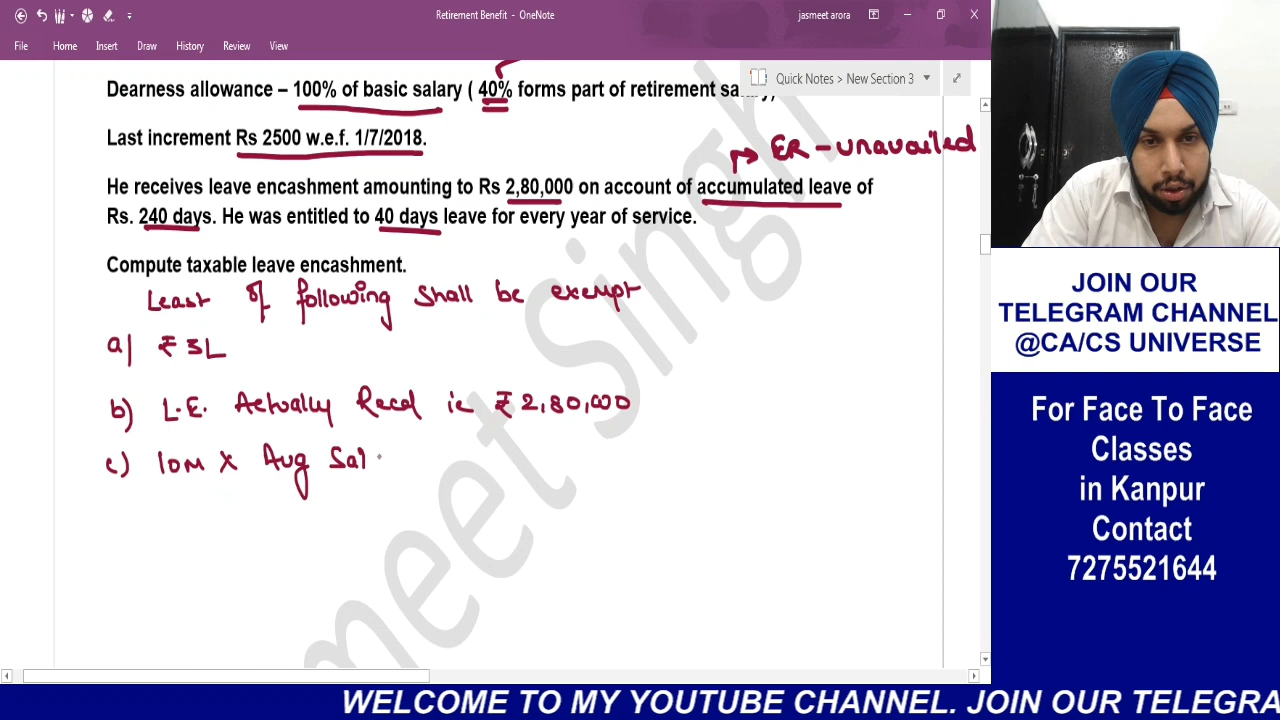 Retirement Benefit - OneNote
jasmeet arora
File Home Insert Draw History Review View
Quick Notes > New Section 3
Dearness allowance – 100% of basic salary ( 40% forms part of retirement salary)
Last increment Rs 2500 w.e.f. 1/7/2018.
ER - unavailed
He receives leave encashment amounting to Rs 2,80,000 on account of accumulated leave of
Rs. 240 days. He was entitled to 40 days leave for every year of service.
Compute taxable leave encashment.
Least of following shall be exempt
a) ₹ 3L
b) L.E. Actually Recd ie ₹ 2,80,000
c) 10M X Avg Sal
meet Singh
JOIN OUR
TELEGRAM CHANNEL
@CA/CS UNIVERSE
For Face To Face
Classes
in Kanpur
Contact
7275521644
WELCOME TO MY YOUTUBE CHANNEL. JOIN OUR TELEGRA